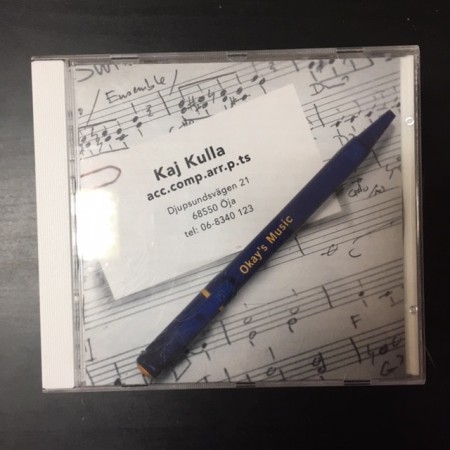 Ensemble
Kaj Kulla
acc.comp.arr.p.ts
Djupsundsvägen 21
68550 Öja
tel: 06-8340 123
Okay's Music
F
P
P
C